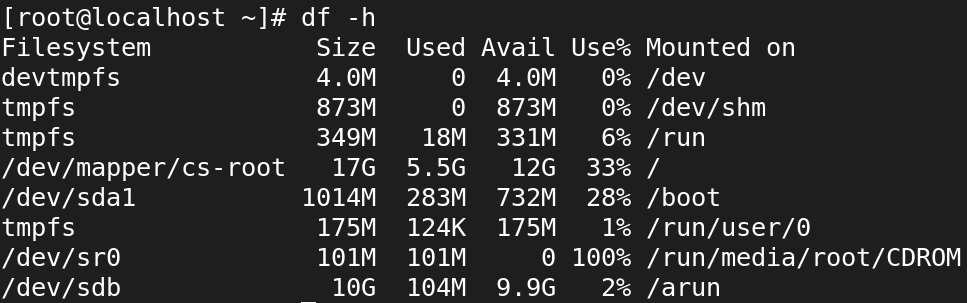 [root@localhost ~]# df -h
Filesystem           Size  Used Avail Use% Mounted on
devtmpfs             4.0M     0  4.0M   0% /dev
tmpfs                873M     0  873M   0% /dev/shm
tmpfs                349M   18M  331M   6% /run
/dev/mapper/cs-root   17G  5.5G   12G  33% /
/dev/sda1           1014M  283M  732M  28% /boot
tmpfs                175M  124K  175M   1% /run/user/0
/dev/sr0             101M  101M     0 100% /run/media/root/CDROM
/dev/sdb              10G  104M  9.9G   2% /arun